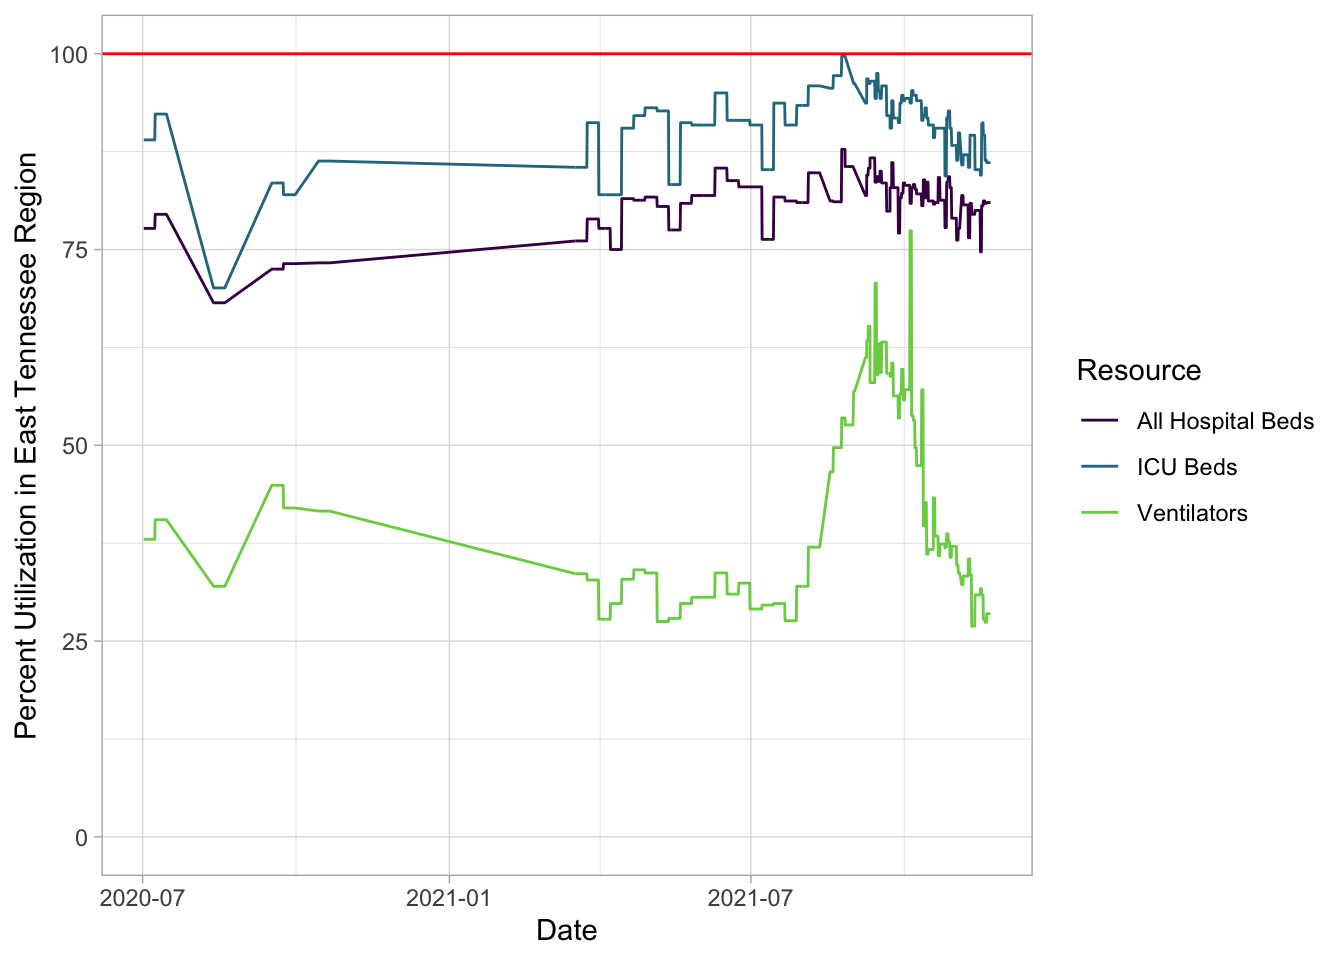 100
75
50
25
0
Percent Utilization in East Tennessee Region
2020-07
2021-01
2021-07
Date
Resource
All Hospital Beds
ICU Beds
Ventilators